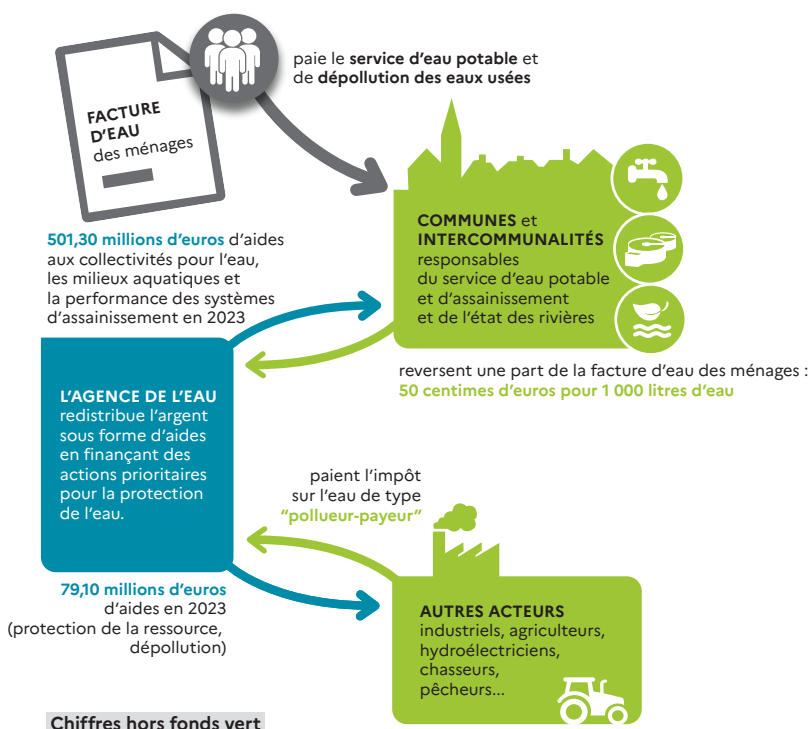 paie le service d'eau potable et
de dépollution des eaux usées
FACTURE
D'EAU
des ménages
501,30 millions d'euros d'aides
aux collectivités pour l'eau,
les milieux aquatiques et
la performance des systèmes
d'assainissement en 2023
COMMUNES et
INTERCOMMUNALITÉS
responsables
du service d'eau potable
et d'assainissement
et de l'état des rivières
reversent une part de la facture d'eau des ménages :
50 centimes d'euros pour 1 000 litres d'eau
L'AGENCE DE L'EAU
redistribue l'argent
sous forme d'aides
en finançant des
actions prioritaires
pour la protection
de l'eau.
paient l'impôt
sur l'eau de type
“pollueur-payeur”
79,10 millions d'euros
d'aides en 2023
(protection de la ressource,
dépollution)
AUTRES ACTEURS
industriels, agriculteurs,
hydroélectriciens,
chasseurs,
pêcheurs...
Chiffres hors fonds vert